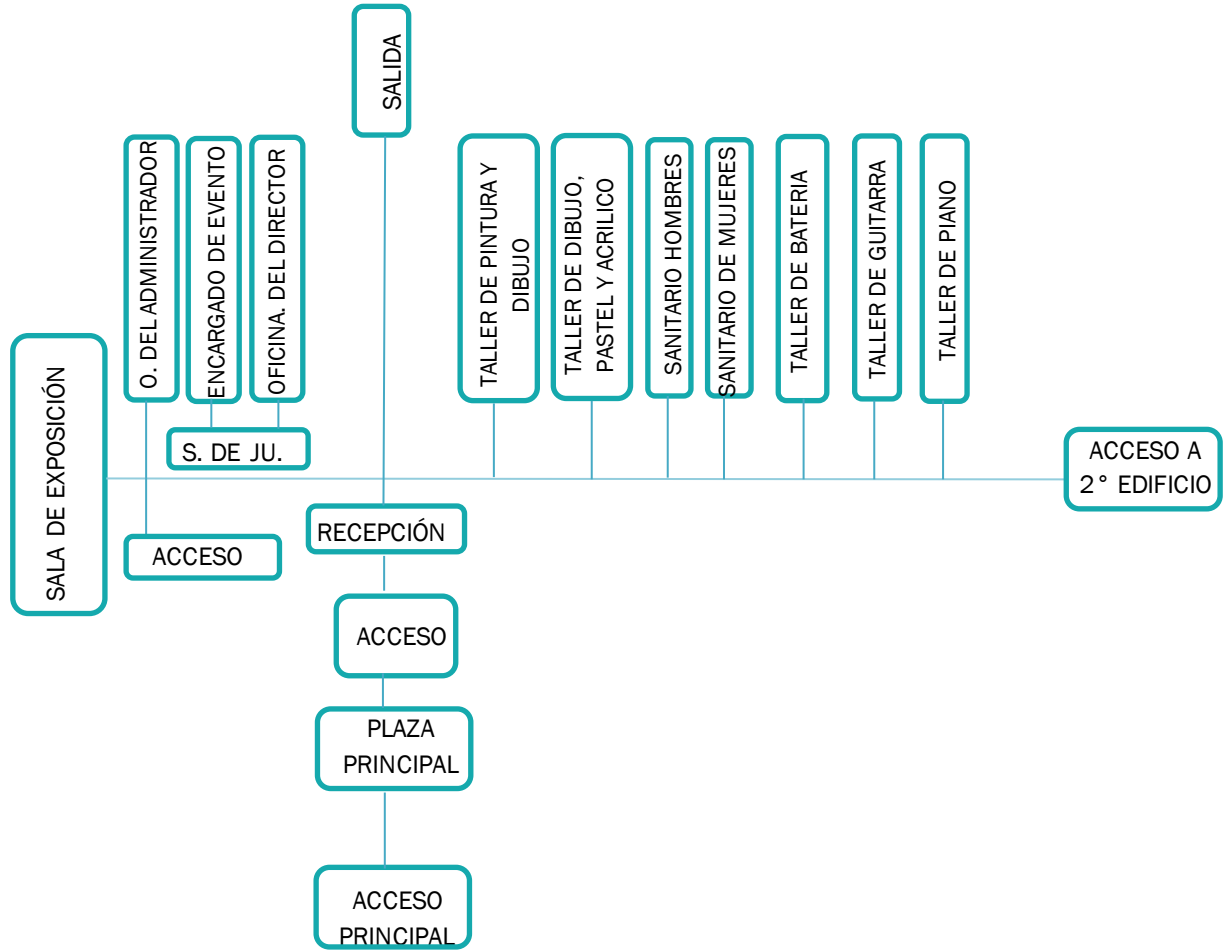 SALIDA
O. DEL ADMINISTRADOR
ENCARGADO DE EVENTO
OFICINA. DEL DIRECTOR
TALLER DE PINTURA Y
DIBUJO
TALLER DE DIBUJO,
PASTEL Y ACRILICO
SANITARIO HOMBRES
SANITARIO DE MUJERES
TALLER DE BATERIA
TALLER DE GUITARRA
TALLER DE PIANO
SALA DE EXPOSICIÓN
S. DE JU.
ACCESO A
2° EDIFICIO
RECEPCIÓN
ACCESO
ACCESO
PLAZA
PRINCIPAL
ACCESO
PRINCIPAL